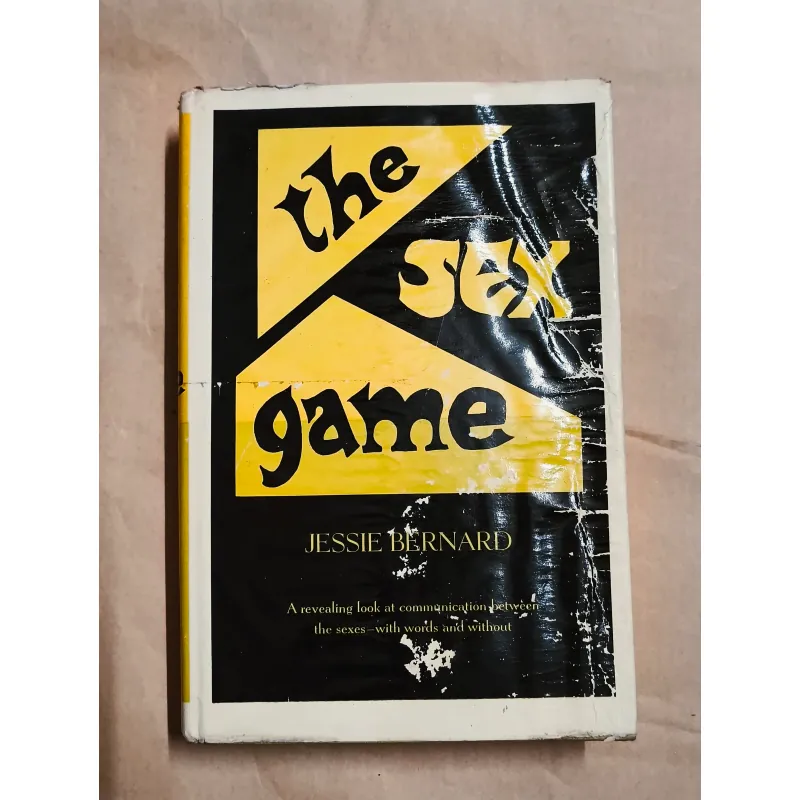 the
sex
game
JESSIE BERNARD
A revealing look at communication between
the sexes—with words and without